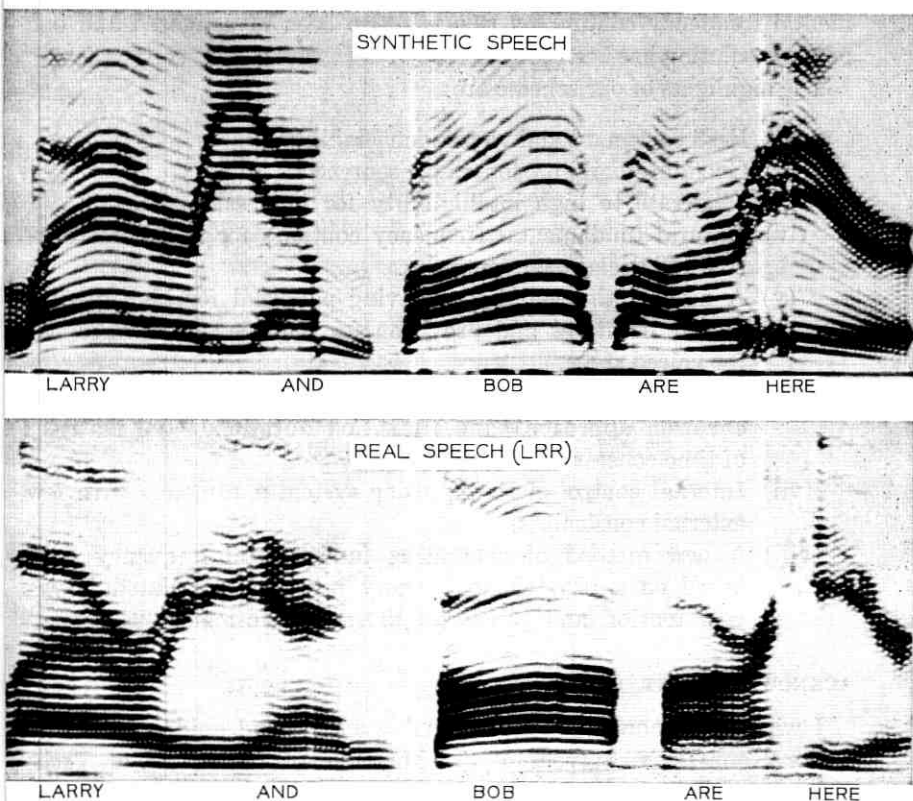 SYNTHETIC SPEECH
LARRY AND BOB ARE HERE
REAL SPEECH (LRR)
LARRY AND BOB ARE HERE